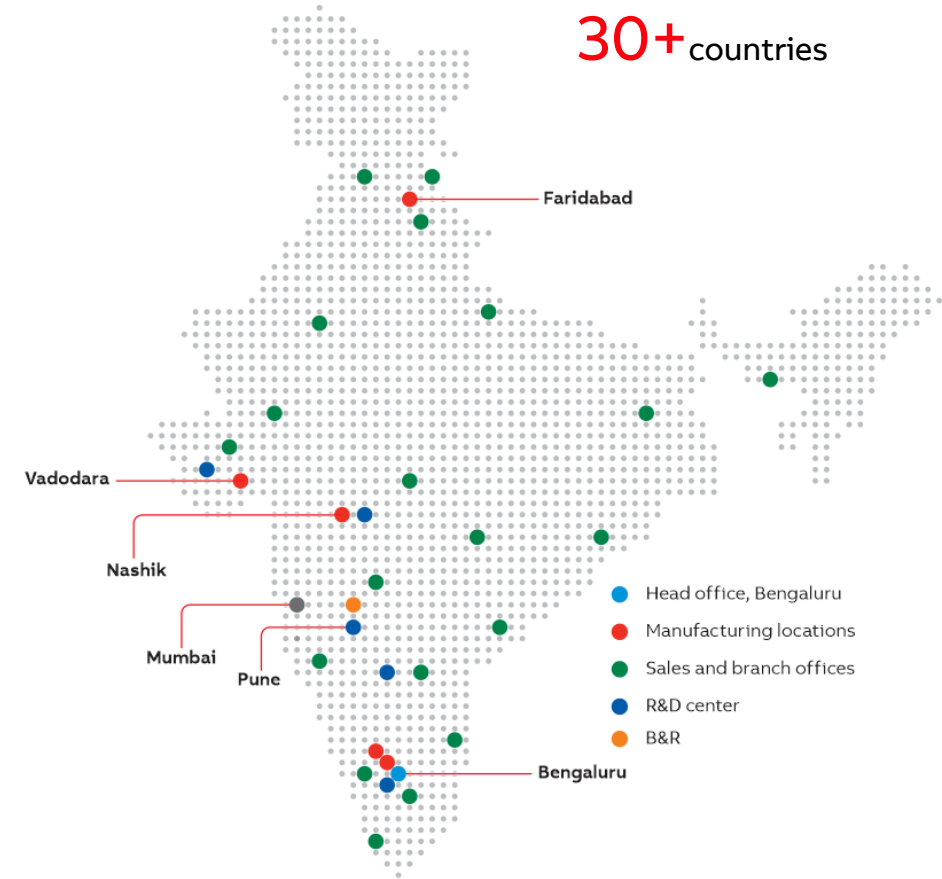 30+ countries
Faridabad
Vadodara
Nashik
Head office, Bengaluru
Manufacturing locations
Mumbai
Sales and branch offices
Pune
R&D center
B&R
Bengaluru